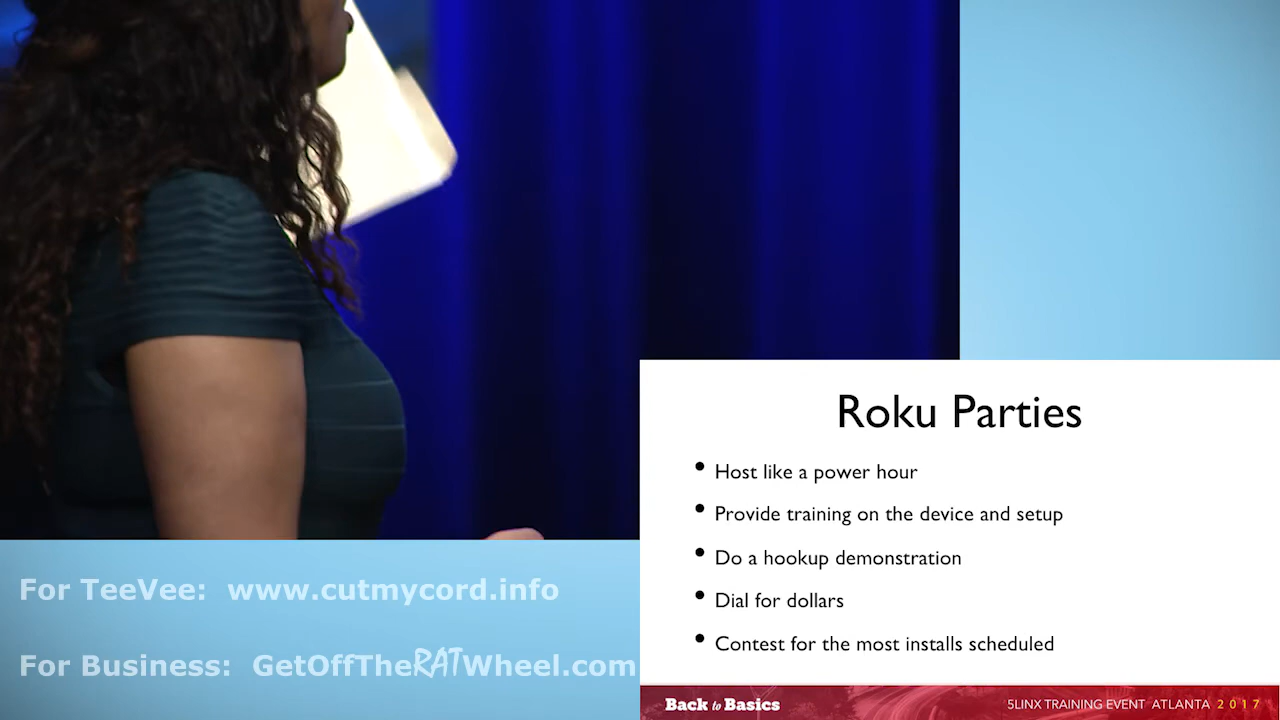 Roku Parties
• Host like a power hour
• Provide training on the device and setup
• Do a hookup demonstration
• Dial for dollars
• Contest for the most installs scheduled
Back to Basics
5LINX TRAINING EVENT ATLANTA 2017
For TeeVee: www.cutmycord.info
For Business: GetOffTheRATWheel.com